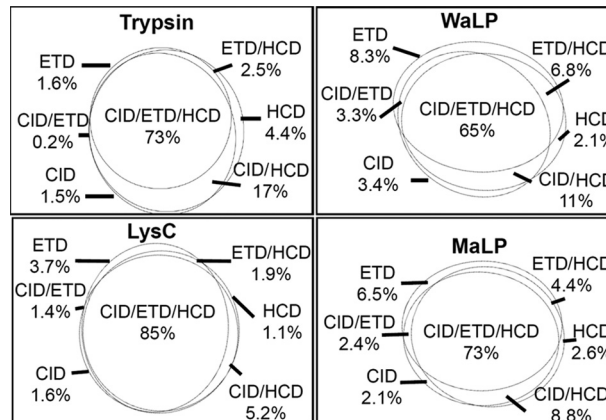 Trypsin
ETD
1.6%
ETD/HCD
2.5%
CID/ETD
0.2%
CID/ETD/HCD
73%
HCD
4.4%
CID
1.5%
CID/HCD
17%
WaLP
ETD
8.3%
ETD/HCD
6.8%
CID/ETD
3.3%
CID/ETD/HCD
65%
HCD
2.1%
CID
3.4%
CID/HCD
11%
LysC
ETD
3.7%
ETD/HCD
1.9%
CID/ETD
1.4%
CID/ETD/HCD
85%
HCD
1.1%
CID
1.6%
CID/HCD
5.2%
MaLP
ETD
6.5%
ETD/HCD
4.4%
CID/ETD
2.4%
CID/ETD/HCD
73%
HCD
2.6%
CID
2.1%
CID/HCD
8.8%